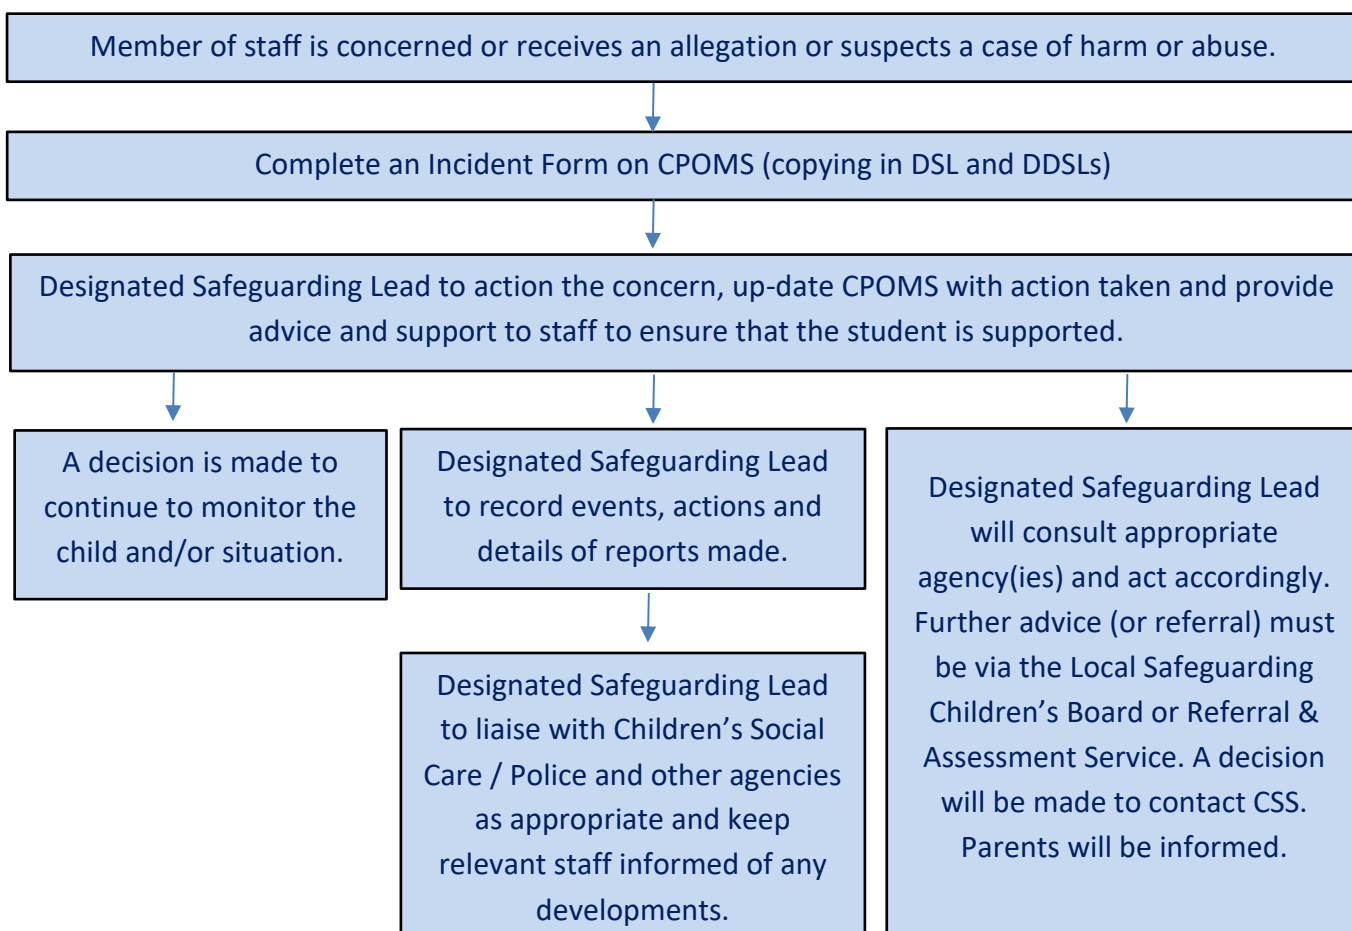 Member of staff is concerned or receives an allegation or suspects a case of harm or abuse.
Complete an Incident Form on CPOMS (copying in DSL and DDSLs)
Designated Safeguarding Lead to action the concern, up-date CPOMS with action taken and provide
advice and support to staff to ensure that the student is supported.
A decision is made to
continue to monitor the
child and/or situation.
Designated Safeguarding Lead
to record events, actions and
details of reports made.
Designated Safeguarding Lead
to liaise with Children’s Social
Care / Police and other agencies
as appropriate and keep
relevant staff informed of any
developments.
Designated Safeguarding Lead
will consult appropriate
agency(ies) and act accordingly.
Further advice (or referral) must
be via the Local Safeguarding
Children’s Board or Referral &
Assessment Service. A decision
will be made to contact CSS.
Parents will be informed.